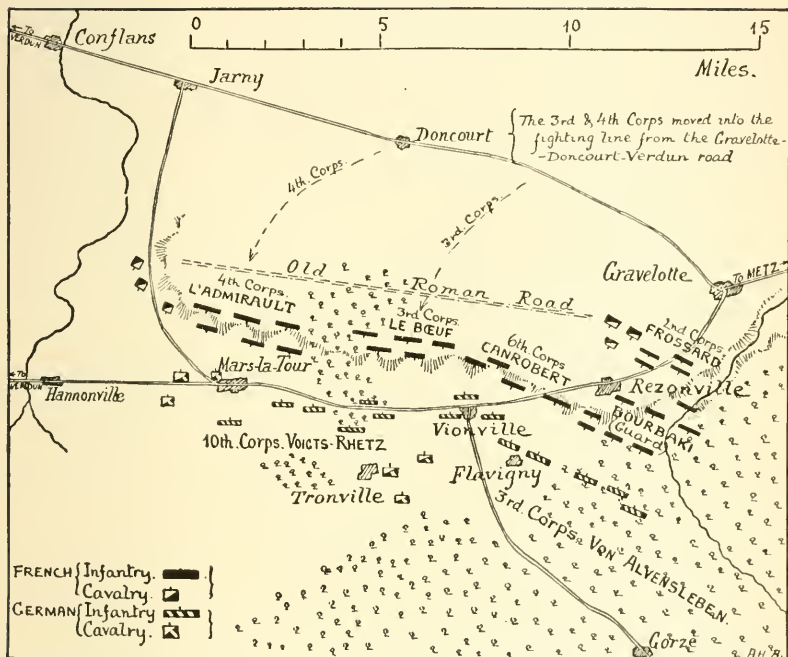 0 5 10 15
Miles.
TO
VERDUN
Conflans
Jarny
Doncourt
The 3rd & 4th Corps moved into the
fighting line from the Gravelotte-
-Doncourt-Verdun road
4th. Corps.
3rd. Corps
Gravelotte
TO METZ
Old Roman Road
4th Corps.
L'ADMIRAULT
3rd Corps.
LE BŒUF
6th Corps
CANROBERT
2nd Corps
FROSSARD
Mars-la-Tour
Rezonville
BOURBAKI
(Guard)
TO
VERDUN
Hannonville
10th. Corps. VOIGTS-RHETZ
Vionville
Flavigny
Tronville
3rd. Corps VON ALVENSLEBEN.
Gorze
FRENCH Infantry.
Cavalry.
GERMAN Infantry
Cavalry.
A.H.B.